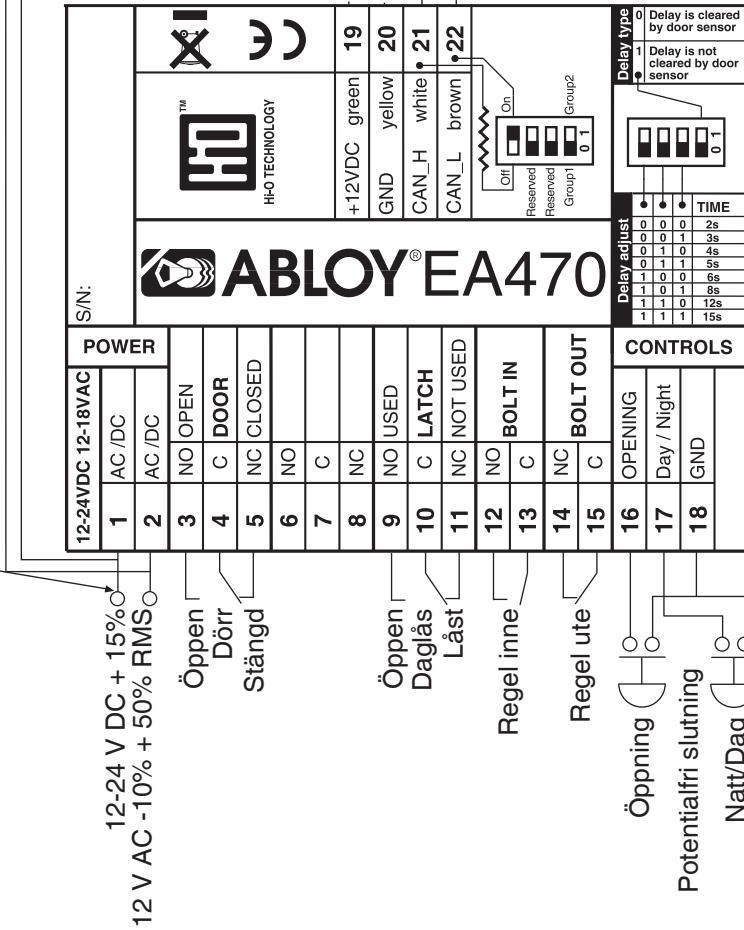 19 +12VDC green
20 GND yellow
21 CAN_H white
22 CAN_L brown
TM
Hi-O TECHNOLOGY
On
Off
Reserved
Reserved
Group1
Group2
0 1
Delay type
0 Delay is cleared
by door sensor
1 Delay is not
cleared by door
sensor
0 1
Delay adjust
TIME
0 0 0 2s
0 0 1 3s
0 1 0 4s
0 1 1 5s
1 0 0 6s
1 0 1 8s
1 1 0 12s
1 1 1 15s
S/N:
ABLOY® EA470
POWER
CONTROLS
12-24VDC 12-18VAC
1 AC /DC
2 AC /DC
3 NO OPEN
4 C DOOR
5 NC CLOSED
6 NO
7 C
8 NC
9 NO USED
10 C LATCH
11 NC NOT USED
12 NO BOLT IN
13 C
14 NC BOLT OUT
15 C
16 OPENING
17 Day / Night
18 GND
12-24 V DC + 15%
12 V AC -10% + 50% RMS
Öppen
Dörr
Stängd
Öppen
Daglås
Låst
Regel inne
Regel ute
Öppning
Potentialfri slutning
Natt/Dag